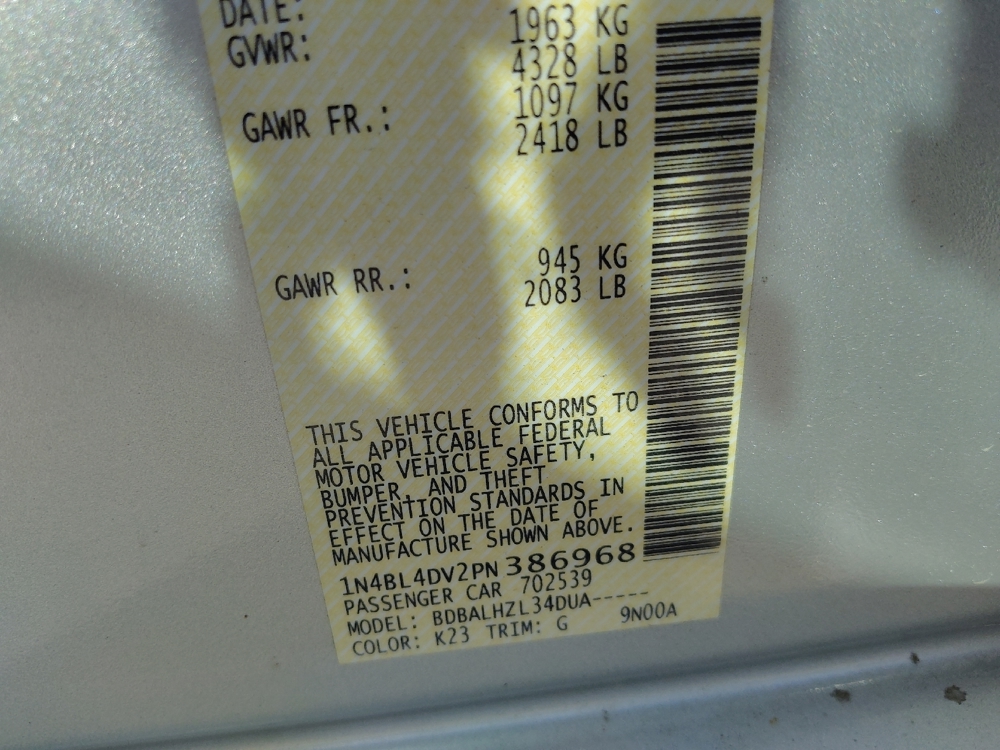 DATE:
1963 KG
GVWR:
4328 LB
1097 KG
GAWR FR.:
2418 LB
945 KG
GAWR RR.:
2083 LB
THIS VEHICLE CONFORMS TO
ALL APPLICABLE FEDERAL
MOTOR VEHICLE SAFETY,
BUMPER, AND THEFT
PREVENTION STANDARDS IN
EFFECT ON THE DATE OF
MANUFACTURE SHOWN ABOVE.
1N4BL4DV2PN386968
PASSENGER CAR 702539
MODEL: BDBALHZL34DUA-----
COLOR: K23 TRIM: G 9N00A